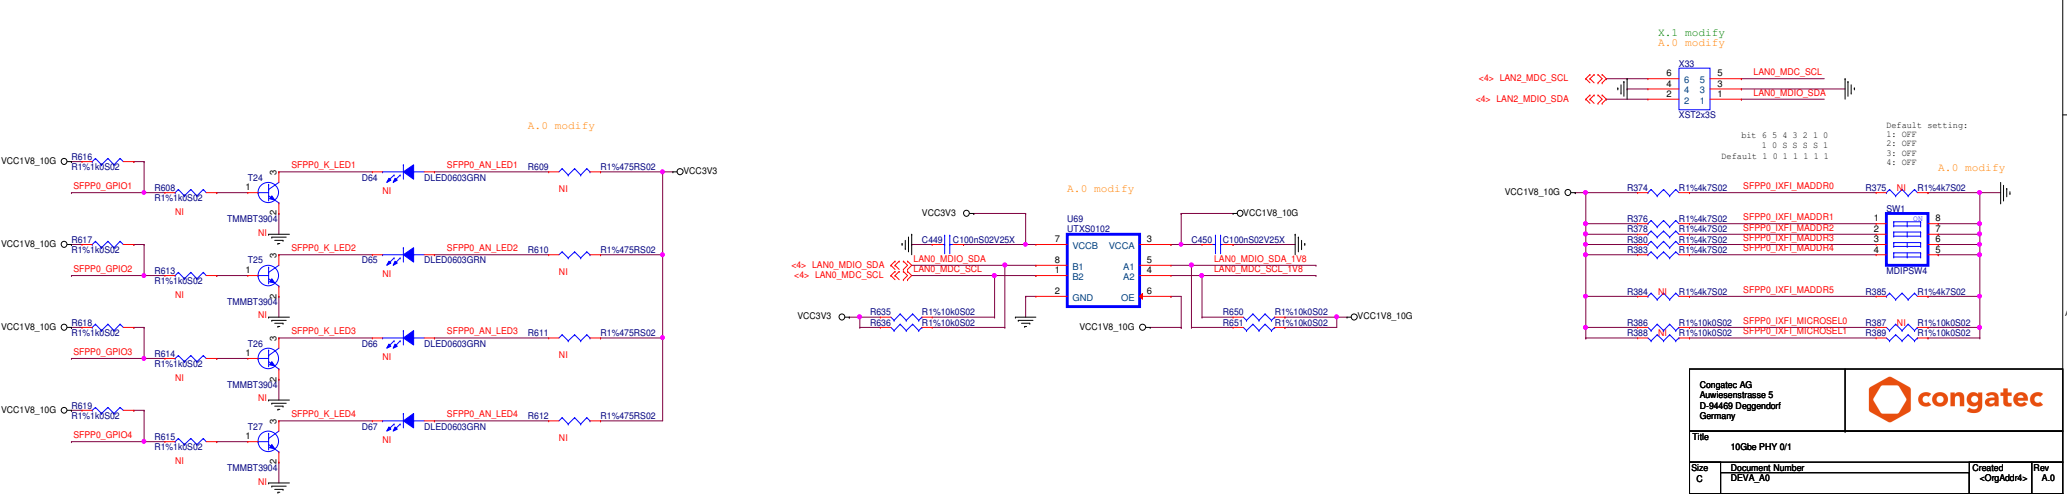 A.0 modify
VCC1V8_10G
R616
R1%1k0S02
SFPP0_GPIO1
R608
R1%1k0S02
NI
T24
1
3
2
TMMBT3904
NI
SFPP0_K_LED1
D64
NI
SFPP0_AN_LED1
DLED0603GRN
R609
NI
R1%475RS02
VCC3V3
VCC1V8_10G
R617
R1%1k0S02
SFPP0_GPIO2
R613
R1%1k0S02
NI
T25
1
3
2
TMMBT3904
NI
SFPP0_K_LED2
D65
NI
SFPP0_AN_LED2
DLED0603GRN
R610
NI
R1%475RS02
VCC1V8_10G
R618
R1%1k0S02
SFPP0_GPIO3
R614
R1%1k0S02
NI
T26
1
3
2
TMMBT3904
NI
SFPP0_K_LED3
D66
NI
SFPP0_AN_LED3
DLED0603GRN
R611
NI
R1%475RS02
VCC1V8_10G
R619
R1%1k0S02
SFPP0_GPIO4
R615
R1%1k0S02
NI
T27
1
3
2
TMMBT3904
NI
SFPP0_K_LED4
D67
NI
SFPP0_AN_LED4
DLED0603GRN
R612
NI
R1%475RS02
A.0 modify
VCC3V3
U69
UTXS0102
VCC1V8_10G
C449 C100nS02V25X
7 VCCB VCCA 3
C450 C100nS02V25X
<4> LAN0_MDIO_SDA
LAN0_MDIO_SDA
8 B1 A1 5
LAN0_MDIO_SDA_1V8
<4> LAN0_MDC_SCL
LAN0_MDC_SCL
1 B2 A2 4
LAN0_MDC_SCL_1V8
2 GND OE 6
VCC3V3
R635 R1%10k0S02
R636 R1%10k0S02
VCC1V8_10G
R650 R1%10k0S02
R651 R1%10k0S02
VCC1V8_10G
X.1 modify
A.0 modify
X33
<4> LAN2_MDC_SCL
6 6 5 5
LAN0_MDC_SCL
4 4 3 3
<4> LAN2_MDIO_SDA
2 2 1 1
LAN0_MDIO_SDA
XST2x3S
bit 6 5 4 3 2 1 0
1 0 S S S S 1
Default 1 0 1 1 1 1 1
Default setting:
1: OFF
2: OFF
3: OFF
4: OFF
A.0 modify
VCC1V8_10G
R374 R1%4k7S02 SFPP0_IXFI_MADDR0 R375 NI R1%4k7S02
SW1
R376 R1%4k7S02 SFPP0_IXFI_MADDR1 1 ON 8
R378 R1%4k7S02 SFPP0_IXFI_MADDR2 2 7
R380 R1%4k7S02 SFPP0_IXFI_MADDR3 3 6
R383 R1%4k7S02 SFPP0_IXFI_MADDR4 4 5
MDIPSW4
R384 NI R1%4k7S02 SFPP0_IXFI_MADDR5 R385 R1%4k7S02
R386 R1%10k0S02 SFPP0_IXFI_MICROSEL0 R387 NI R1%10k0S02
R388 NI R1%10k0S02 SFPP0_IXFI_MICROSEL1 R389 R1%10k0S02
Congatec AG
Auwiesenstrasse 5
D-94469 Deggendorf
Germany
congatec
Title
10Gbe PHY 0/1
Size Document Number Created Rev
C DEVA_A0 <OrgAddr4> A.0